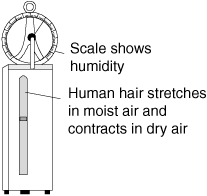 Scale shows
humidity
Human hair stretches
in moist air and
contracts in dry air